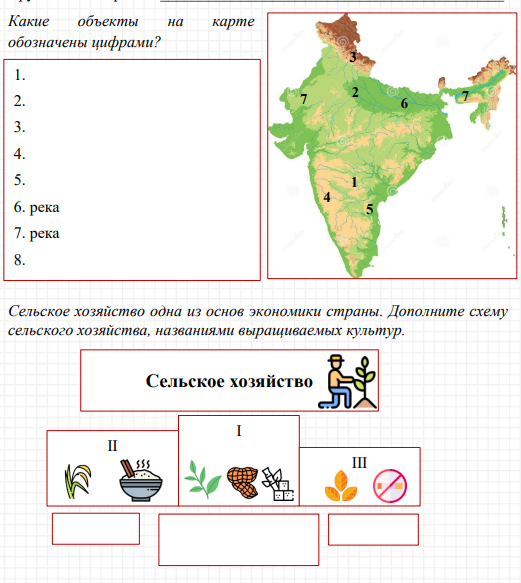 Какие объекты на карте
обозначены цифрами?
1.
2.
3.
4.
5.
6. река
7. река
8.
3
2
7
6
7
1
4
5
Сельское хозяйство одна из основ экономики страны. Дополните схему
сельского хозяйства, названиями выращиваемых культур.
Сельское хозяйство
I
II
III